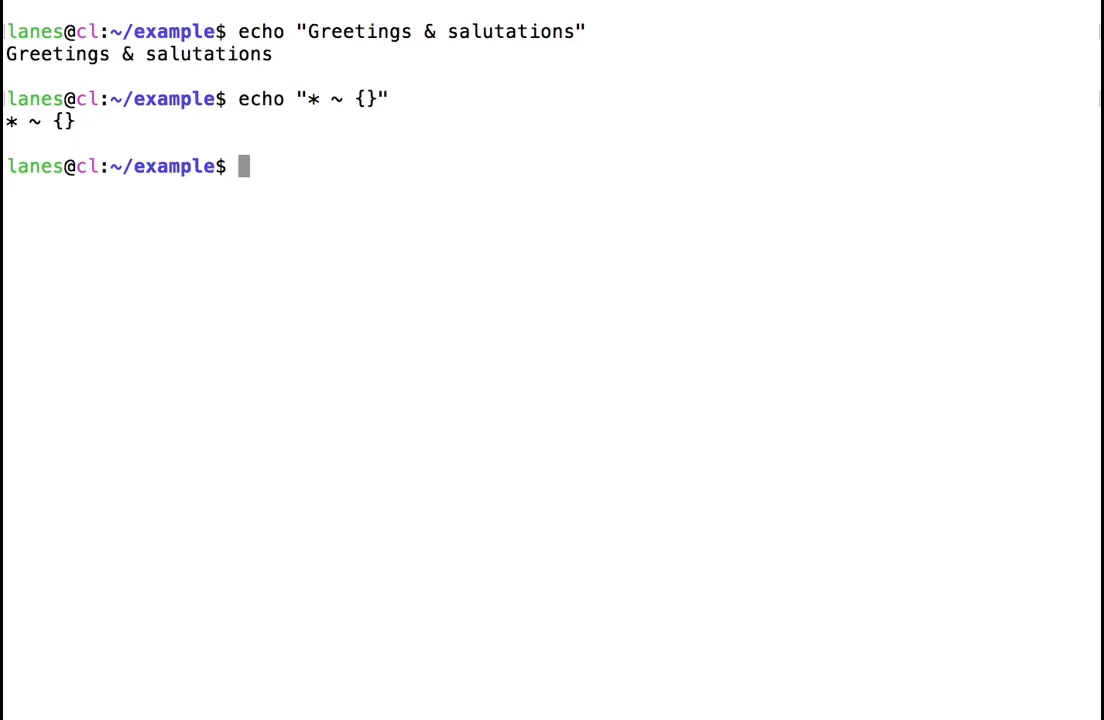 lanes@cl:~/example$ echo "Greetings & salutations"
Greetings & salutations
lanes@cl:~/example$ echo "* ~ {}"
* ~ {}
lanes@cl:~/example$